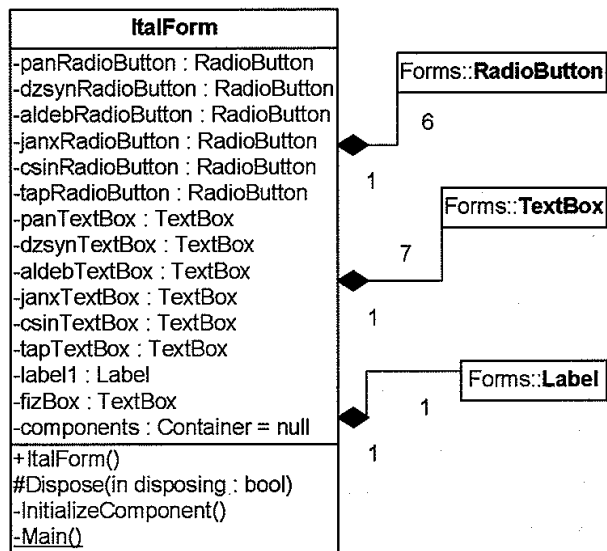 ItalForm
-panRadioButton : RadioButton
-dzsynRadioButton : RadioButton
-aldebRadioButton : RadioButton
-janxRadioButton : RadioButton
-csinRadioButton : RadioButton
-tapRadioButton : RadioButton
-panTextBox : TextBox
-dzsynTextBox : TextBox
-aldebTextBox : TextBox
-janxTextBox : TextBox
-csinTextBox : TextBox
-tapTextBox : TextBox
-label1 : Label
-fizBox : TextBox
-components : Container = null
+ItalForm()
#Dispose(in disposing : bool)
-InitializeComponent()
-Main()
Forms::RadioButton
6
1
Forms::TextBox
7
1
Forms::Label
1
1